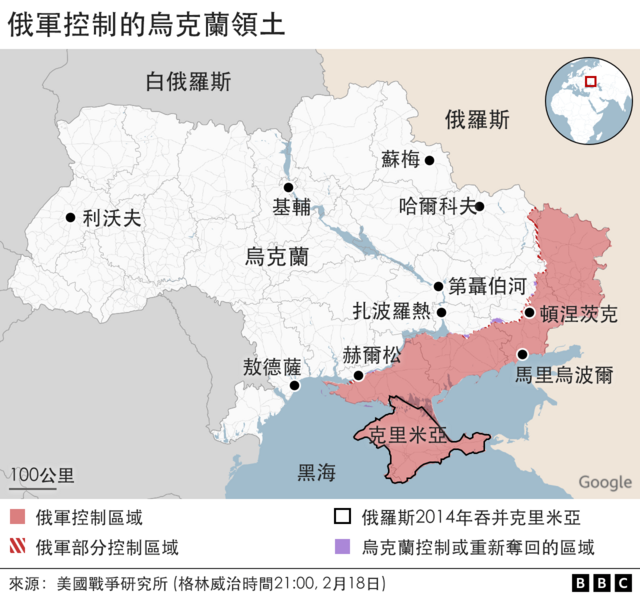 俄軍控制的烏克蘭領土
白俄羅斯
俄羅斯
蘇梅
基輔
哈爾科夫
利沃夫
烏克蘭
第聶伯河
扎波羅熱
頓涅茨克
赫爾松
敖德薩
馬里烏波爾
克里米亞
黑海
100公里
Google
俄軍控制區域
俄羅斯2014年吞并克里米亞
俄軍部分控制區域
烏克蘭控制或重新奪回的區域
來源：美國戰爭研究所 (格林威治時間21:00, 2月18日)
BBC